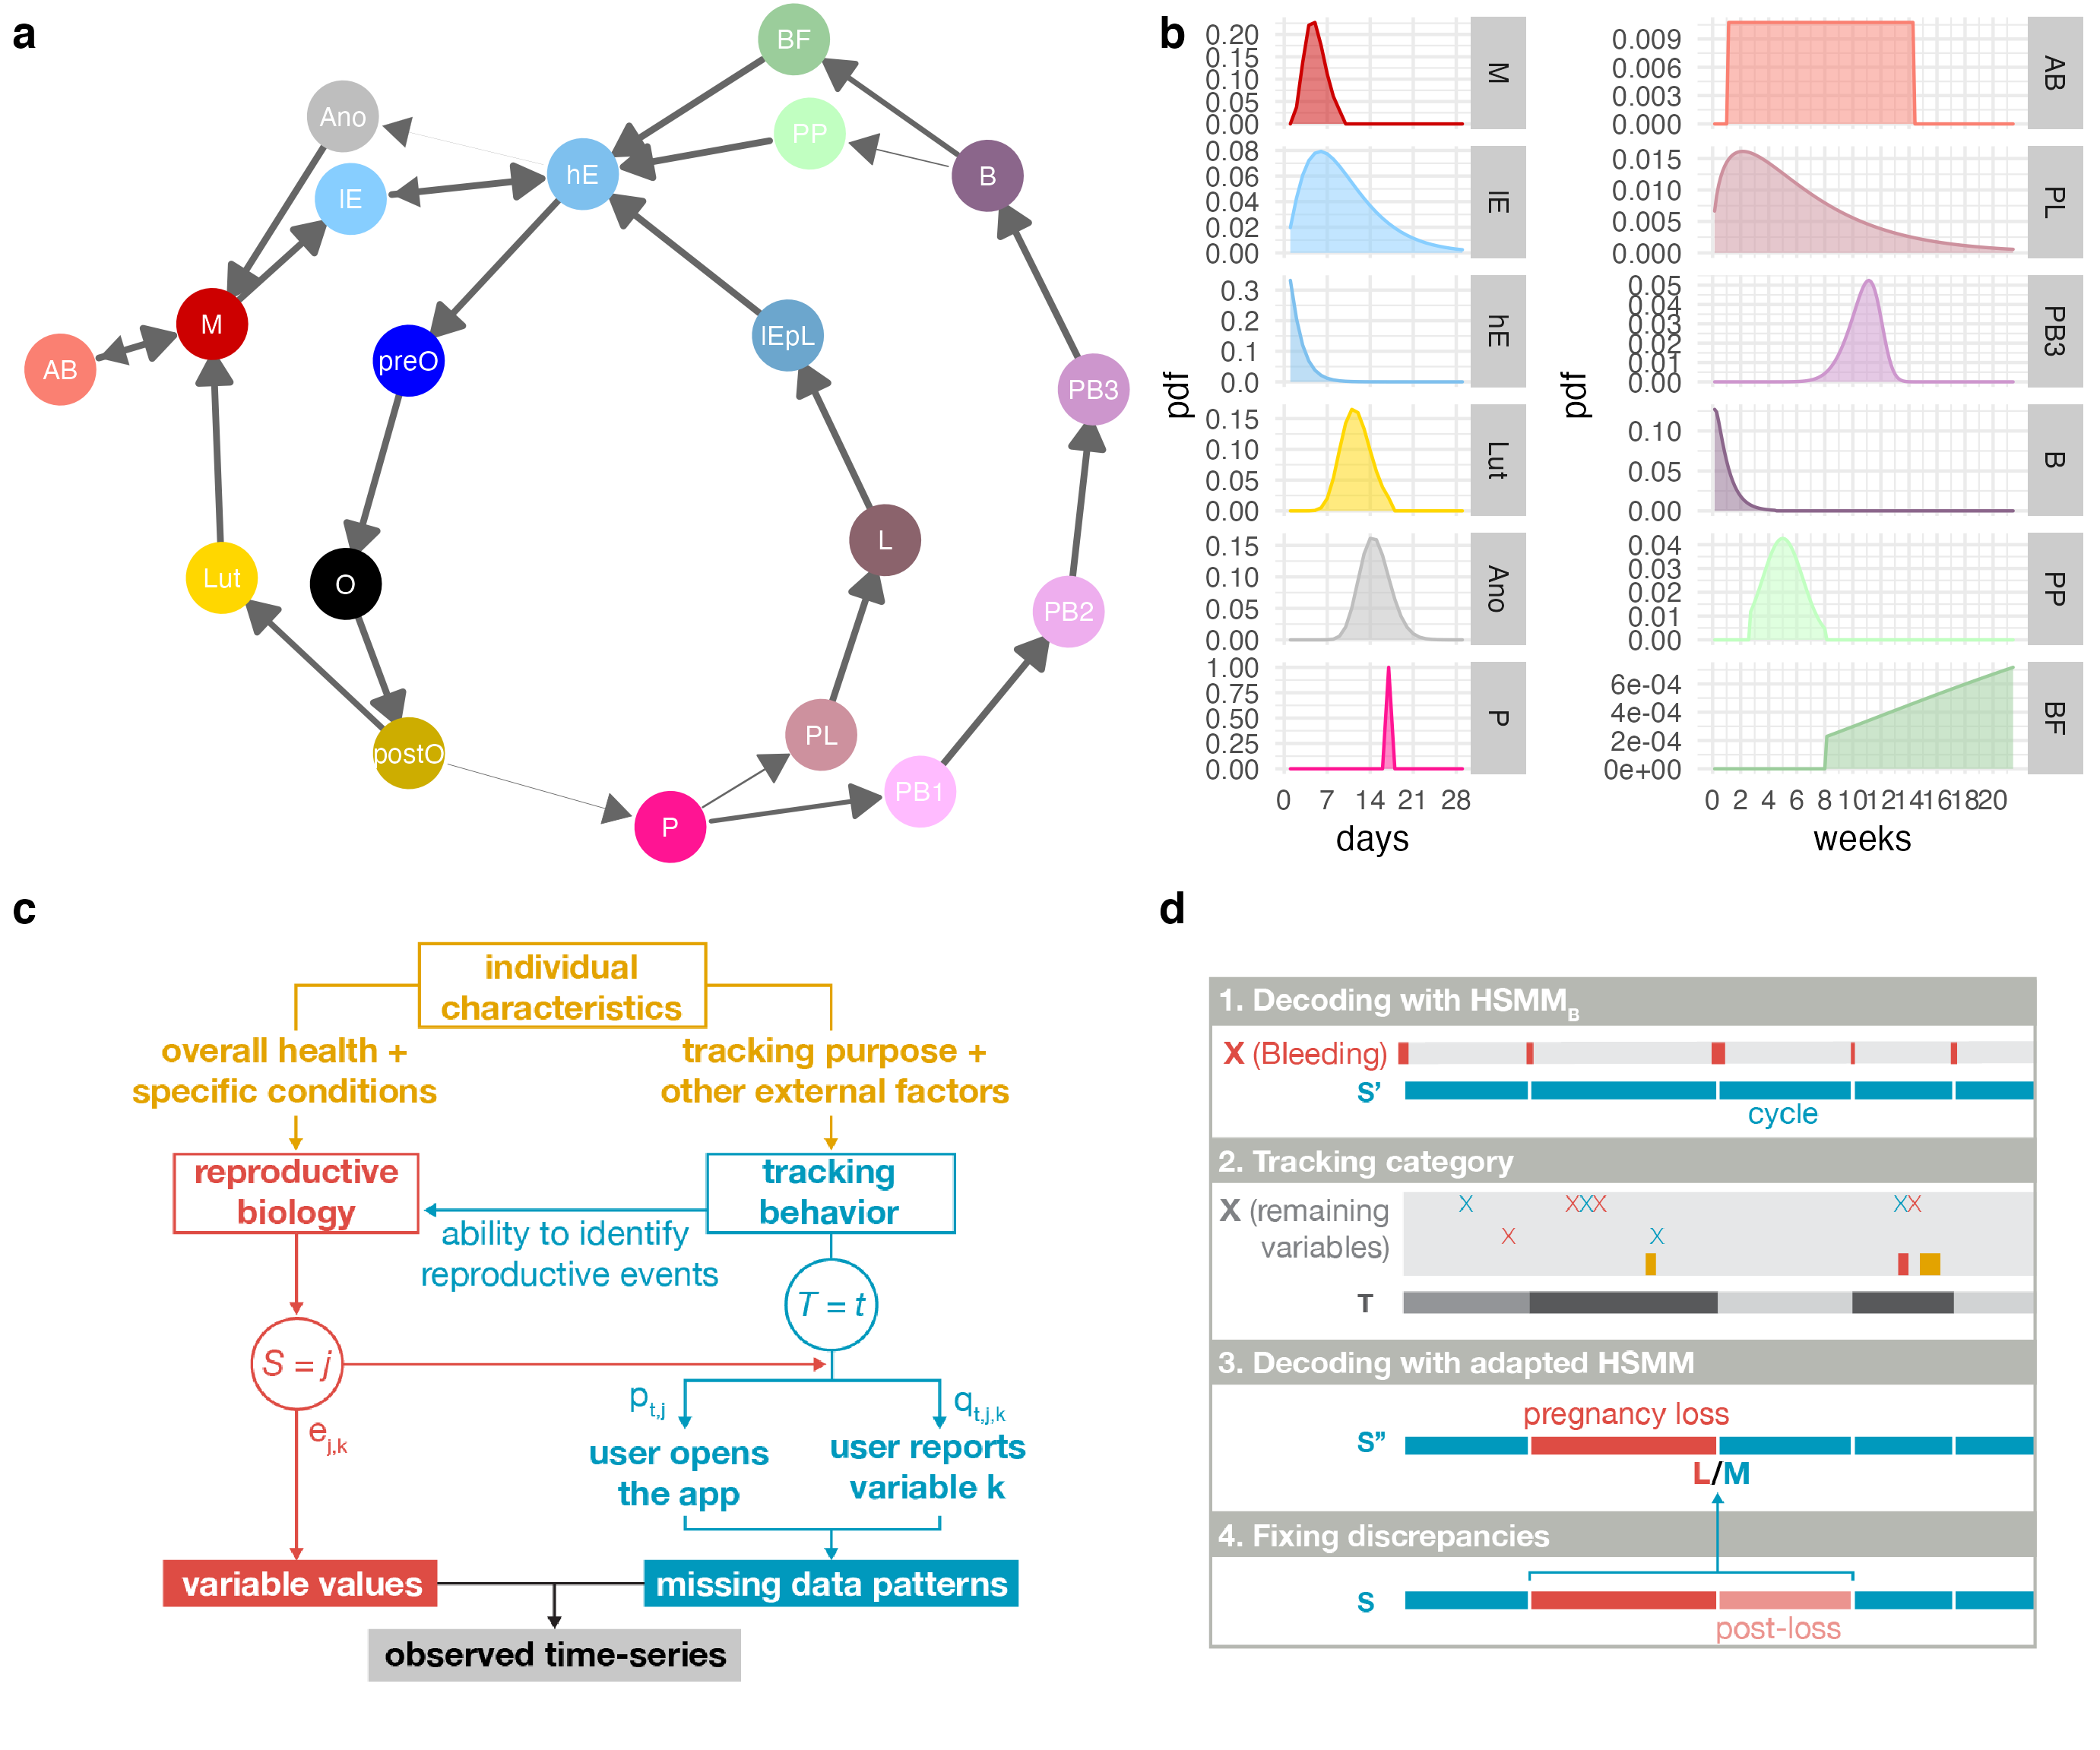 a
BF
Ano
PP
hE
B
lE
M
lEpL
preO
AB
PB3
L
Lut
O
PB2
PL
postO
PB1
P
b
pdf
0.20
0.15
0.10
0.05
0.00
M
0.08
0.06
0.04
0.02
0.00
lE
0.3
0.2
0.1
0.0
hE
0.15
0.10
0.05
0.00
Lut
0.15
0.10
0.05
0.00
Ano
1.00
0.75
0.50
0.25
0.00
P
0 7 14 21 28
days
pdf
0.009
0.006
0.003
0.000
AB
0.015
0.010
0.005
0.000
PL
0.05
0.04
0.03
0.02
0.01
0.00
PB3
0.10
0.05
0.00
B
0.04
0.03
0.02
0.01
0.00
PP
6e-04
4e-04
2e-04
0e+00
BF
0 2 4 6 8 10 12 14 16 18 20
weeks
c
individual
characteristics
overall health +
specific conditions
tracking purpose +
other external factors
reproductive
biology
tracking
behavior
ability to identify
reproductive events
T = t
S = j
p t,j
q t,j,k
e j,k
user opens
the app
user reports
variable k
variable values
missing data patterns
observed time-series
d
1. Decoding with HSMM B
X (Bleeding)
S’
cycle
2. Tracking category
X (remaining
variables)
X X X X X X
X X
T
3. Decoding with adapted HSMM
pregnancy loss
S”
L/M
4. Fixing discrepancies
S
post-loss